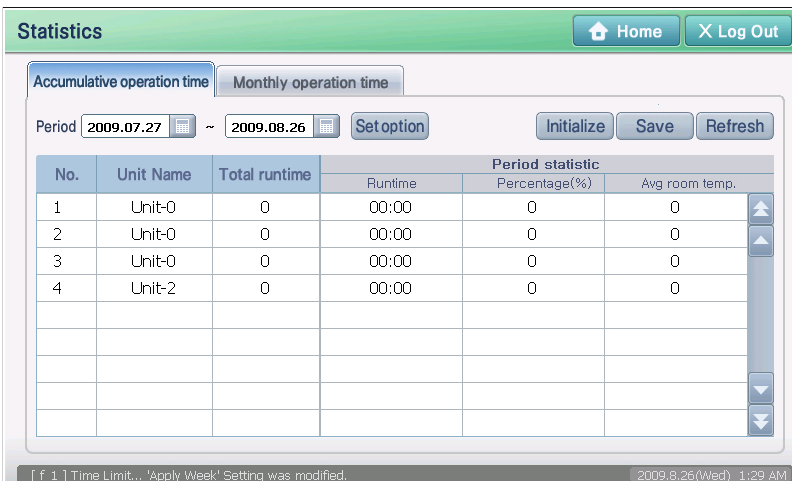 Statistics Home X Log Out
Accumulative operation time Monthly operation time
Period 2009.07.27 ~ 2009.08.26 Set option Initialize Save Refresh
No. Unit Name Total runtime Period statistic
Runtime Percentage(%) Avg room temp.
1 Unit-0 0 00:00 0 0
2 Unit-0 0 00:00 0 0
3 Unit-0 0 00:00 0 0
4 Unit-2 0 00:00 0 0
[ f 1 ] Time Limit... 'Apply Week' Setting was modified. 2009.8.26(Wed) 1:29 AM